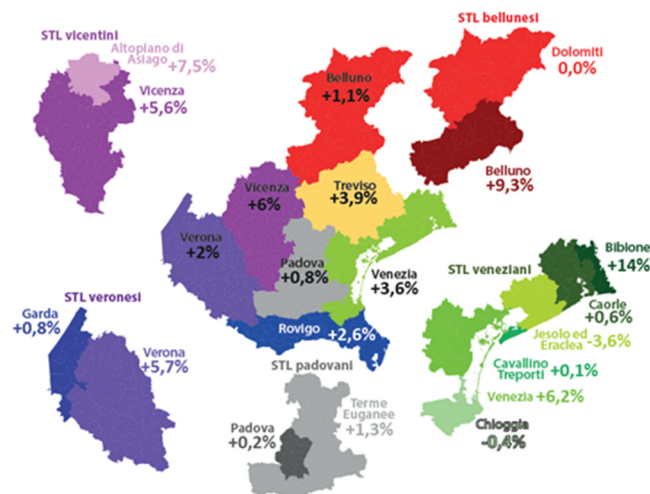 STL vicentini
Altopiano di
Asiago +7,5%
Vicenza
+5,6%
STL bellunesi
Dolomiti
0,0%
Belluno
+9,3%
Belluno
+1,1%
Vicenza
+6%
Treviso
+3,9%
Verona
+2%
Padova
+0,8%
Venezia
+3,6%
Rovigo +2,6%
STL veronesi
Garda
+0,8%
Verona
+5,7%
STL padovani
Padova
+0,2%
Terme
Euganee
+1,3%
STL veneziani
Bibione
+14%
Caorle
+0,6%
Jesolo ed
Eraclea -3,6%
Cavallino
Treporti +0,1%
Venezia +6,2%
Chioggia
-0,4%